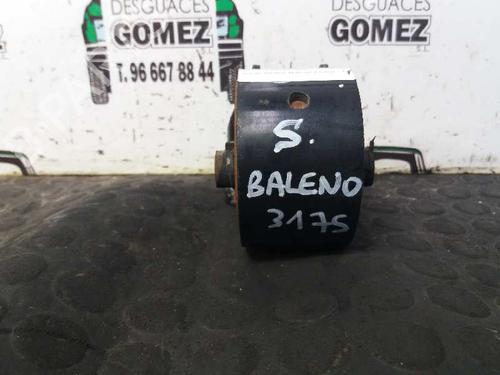 DESGUACES
GOMEZ
S.L.
T. 96 667 88 44
DESGUACES
GOMEZ
S.L.
S.
BALENO
3175